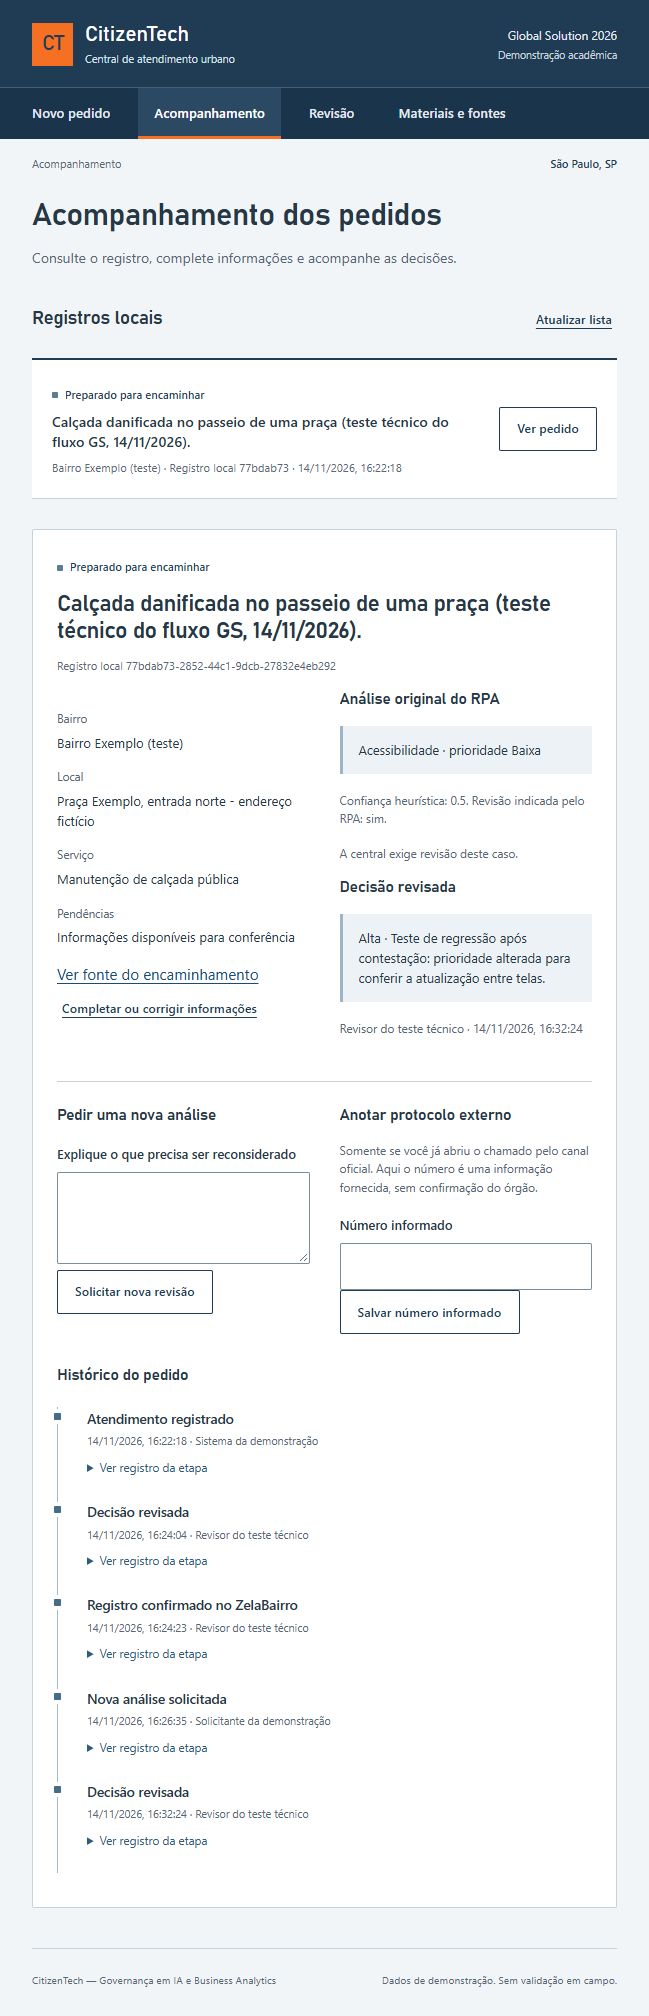 CT
CitizenTech
Central de atendimento urbano
Global Solution 2026
Demonstração acadêmica
Novo pedido
Acompanhamento
Revisão
Materiais e fontes
Acompanhamento
São Paulo, SP
Acompanhamento dos pedidos
Consulte o registro, complete informações e acompanhe as decisões.
Registros locais
Atualizar lista
Preparado para encaminhar
Calçada danificada no passeio de uma praça (teste técnico do
fluxo GS, 14/11/2026).
Bairro Exemplo (teste) · Registro local 77bdab73 · 14/11/2026, 16:22:18
Ver pedido
Preparado para encaminhar
Calçada danificada no passeio de uma praça (teste
técnico do fluxo GS, 14/11/2026).
Registro local 77bdab73-2852-44c1-9dcb-27832e4eb292
Bairro
Bairro Exemplo (teste)
Local
Praça Exemplo, entrada norte - endereço
fictício
Serviço
Manutenção de calçada pública
Pendências
Informações disponíveis para conferência
Ver fonte do encaminhamento
Completar ou corrigir informações
Análise original do RPA
Acessibilidade · prioridade Baixa
Confiança heurística: 0.5. Revisão indicada pelo
RPA: sim.
A central exige revisão deste caso.
Decisão revisada
Alta · Teste de regressão após
contestação: prioridade alterada para
conferir a atualização entre telas.
Revisor do teste técnico · 14/11/2026, 16:32:24
Pedir uma nova análise
Explique o que precisa ser reconsiderado
Solicitar nova revisão
Anotar protocolo externo
Somente se você já abriu o chamado pelo canal
oficial. Aqui o número é uma informação
fornecida, sem confirmação do órgão.
Número informado
Salvar número informado
Histórico do pedido
Atendimento registrado
14/11/2026, 16:22:18 · Sistema da demonstração
Ver registro da etapa
Decisão revisada
14/11/2026, 16:24:04 · Revisor do teste técnico
Ver registro da etapa
Registro confirmado no ZelaBairro
14/11/2026, 16:24:23 · Revisor do teste técnico
Ver registro da etapa
Nova análise solicitada
14/11/2026, 16:26:35 · Solicitante da demonstração
Ver registro da etapa
Decisão revisada
14/11/2026, 16:32:24 · Revisor do teste técnico
Ver registro da etapa
CitizenTech — Governança em IA e Business Analytics
Dados de demonstração. Sem validação em campo.